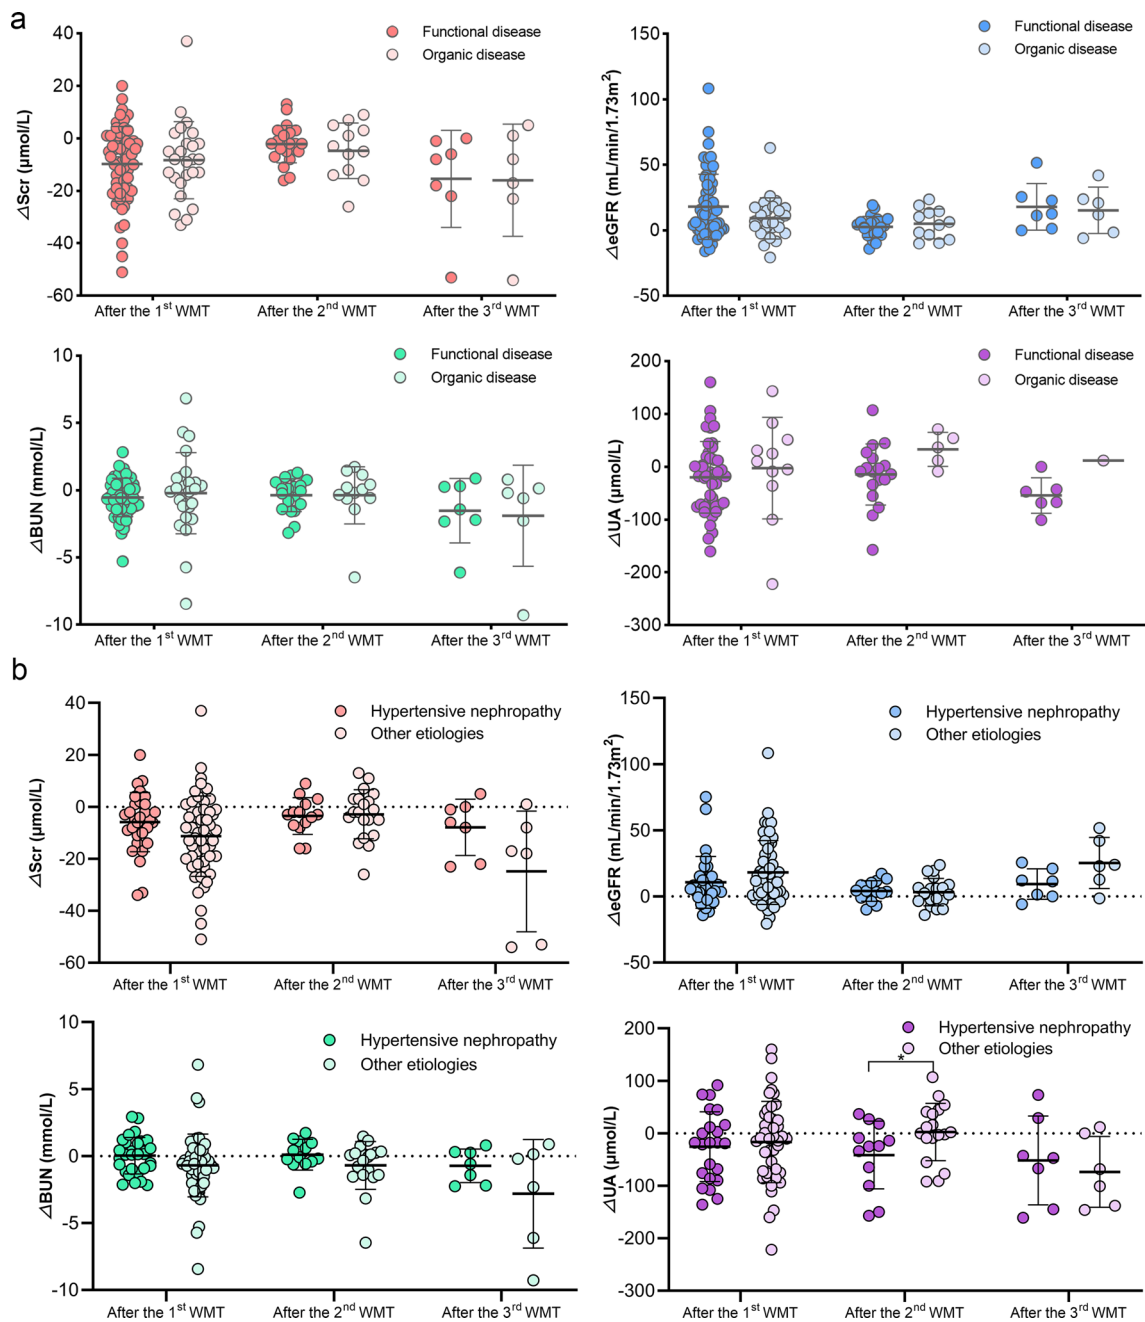 a
ΔScr (μmol/L)
40
20
0
-20
-40
-60
Functional disease
Organic disease
After the 1st WMT
After the 2nd WMT
After the 3rd WMT
ΔeGFR (mL/min/1.73m²)
150
100
50
0
-50
Functional disease
Organic disease
After the 1st WMT
After the 2nd WMT
After the 3rd WMT
ΔBUN (mmol/L)
10
5
0
-5
-10
Functional disease
Organic disease
After the 1st WMT
After the 2nd WMT
After the 3rd WMT
ΔUA (μmol/L)
200
100
0
-100
-200
-300
Functional disease
Organic disease
After the 1st WMT
After the 2nd WMT
After the 3rd WMT
b
ΔScr (μmol/L)
40
20
0
-20
-40
-60
Hypertensive nephropathy
Other etiologies
After the 1st WMT
After the 2nd WMT
After the 3rd WMT
ΔeGFR (mL/min/1.73m²)
150
100
50
0
-50
Hypertensive nephropathy
Other etiologies
After the 1st WMT
After the 2nd WMT
After the 3rd WMT
ΔBUN (mmol/L)
10
5
0
-5
-10
Hypertensive nephropathy
Other etiologies
After the 1st WMT
After the 2nd WMT
After the 3rd WMT
ΔUA (μmol/L)
200
100
0
-100
-200
-300
Hypertensive nephropathy
Other etiologies
*
After the 1st WMT
After the 2nd WMT
After the 3rd WMT